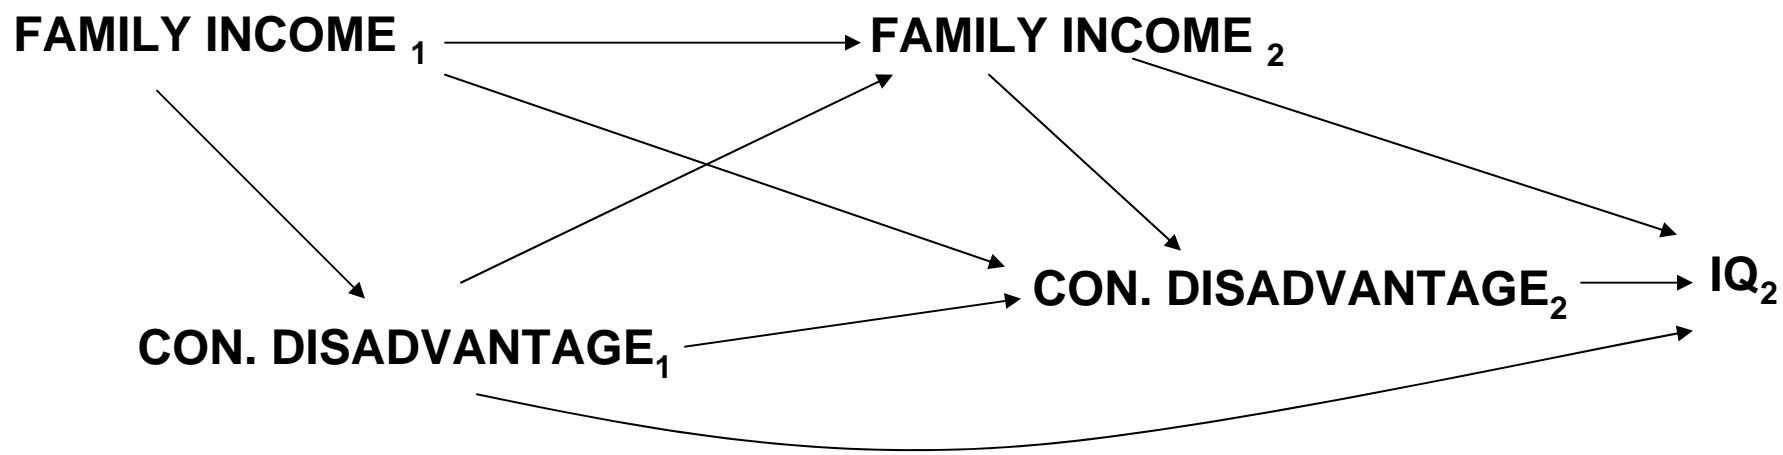 FAMILY INCOME 1
FAMILY INCOME 2
CON. DISADVANTAGE2
IQ2
CON. DISADVANTAGE1